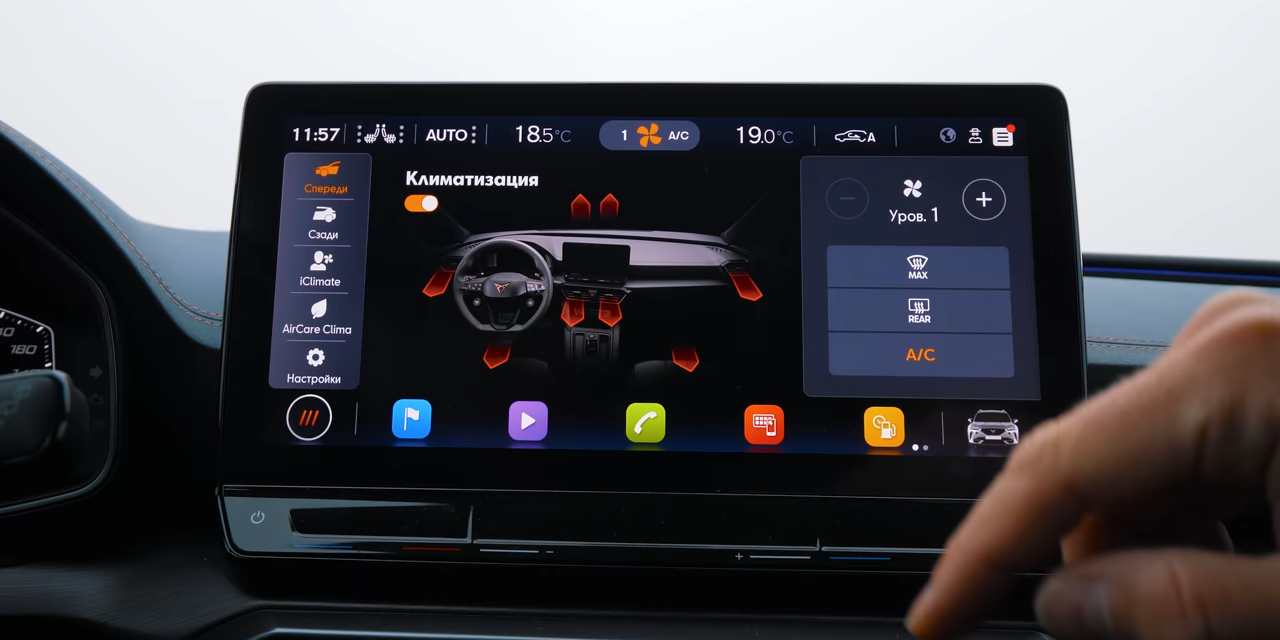 11:57 AUTO 18.5°C 1 A/C 19.0°C A
Спереди
Сзади
iClimate
AirCare Clima
Настройки
Климатизация
Уров. 1
MAX
REAR
A/C
180